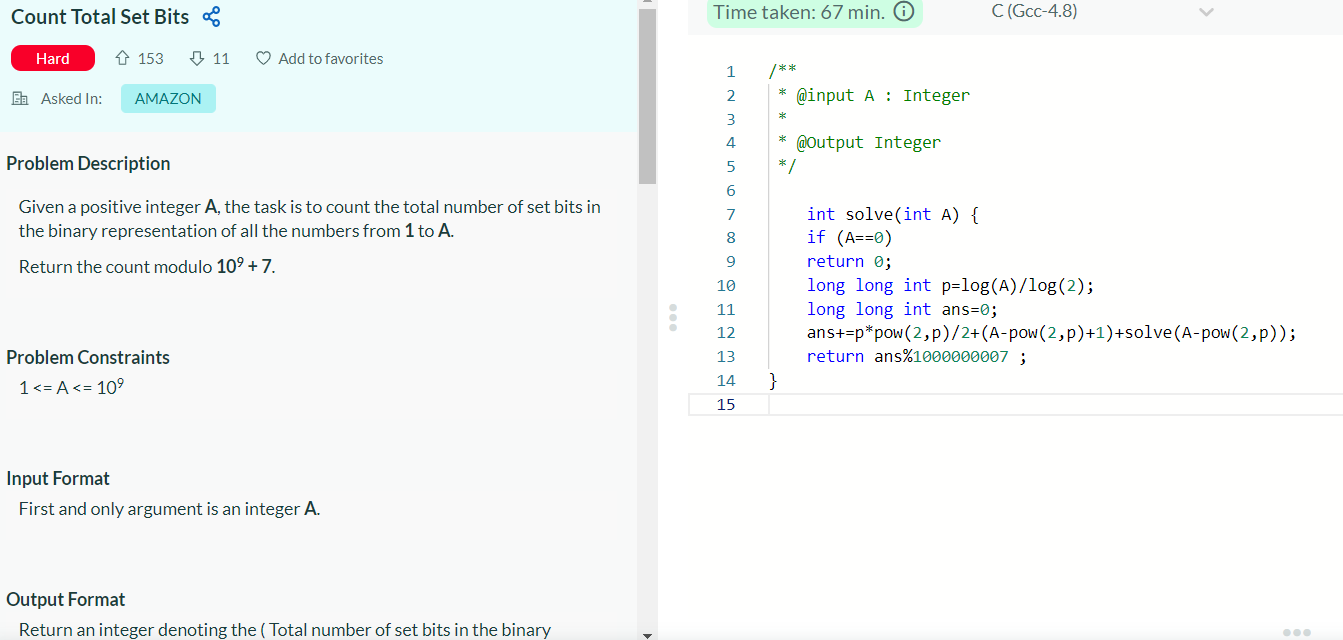 Count Total Set Bits
Hard 153 11 Add to favorites
Asked In: AMAZON
Problem Description
Given a positive integer A, the task is to count the total number of set bits in
the binary representation of all the numbers from 1 to A.
Return the count modulo 10⁹ + 7.
Problem Constraints
1 <= A <= 10⁹
Input Format
First and only argument is an integer A.
Output Format
Return an integer denoting the ( Total number of set bits in the binary
Time taken: 67 min. C (Gcc-4.8)
1 /**
2 * @input A : Integer
3 *
4 * @Output Integer
5 */
6
7 int solve(int A) {
8 if (A==0)
9 return 0;
10 long long int p=log(A)/log(2);
11 long long int ans=0;
12 ans+=p*pow(2,p)/2+(A-pow(2,p)+1)+solve(A-pow(2,p));
13 return ans%1000000007 ;
14 }
15